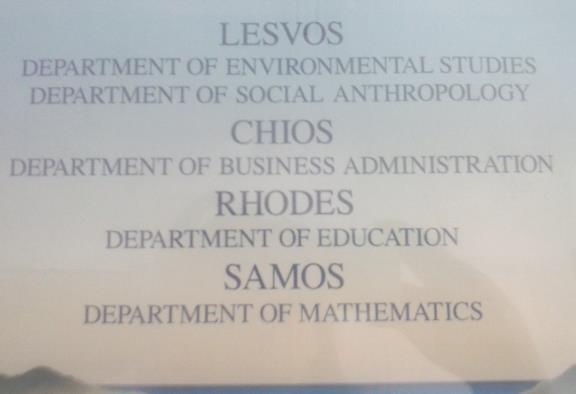 LESVOS
DEPARTMENT OF ENVIRONMENTAL STUDIES
DEPARTMENT OF SOCIAL ANTHROPOLOGY
CHIOS
DEPARTMENT OF BUSINESS ADMINISTRATION
RHODES
DEPARTMENT OF EDUCATION
SAMOS
DEPARTMENT OF MATHEMATICS